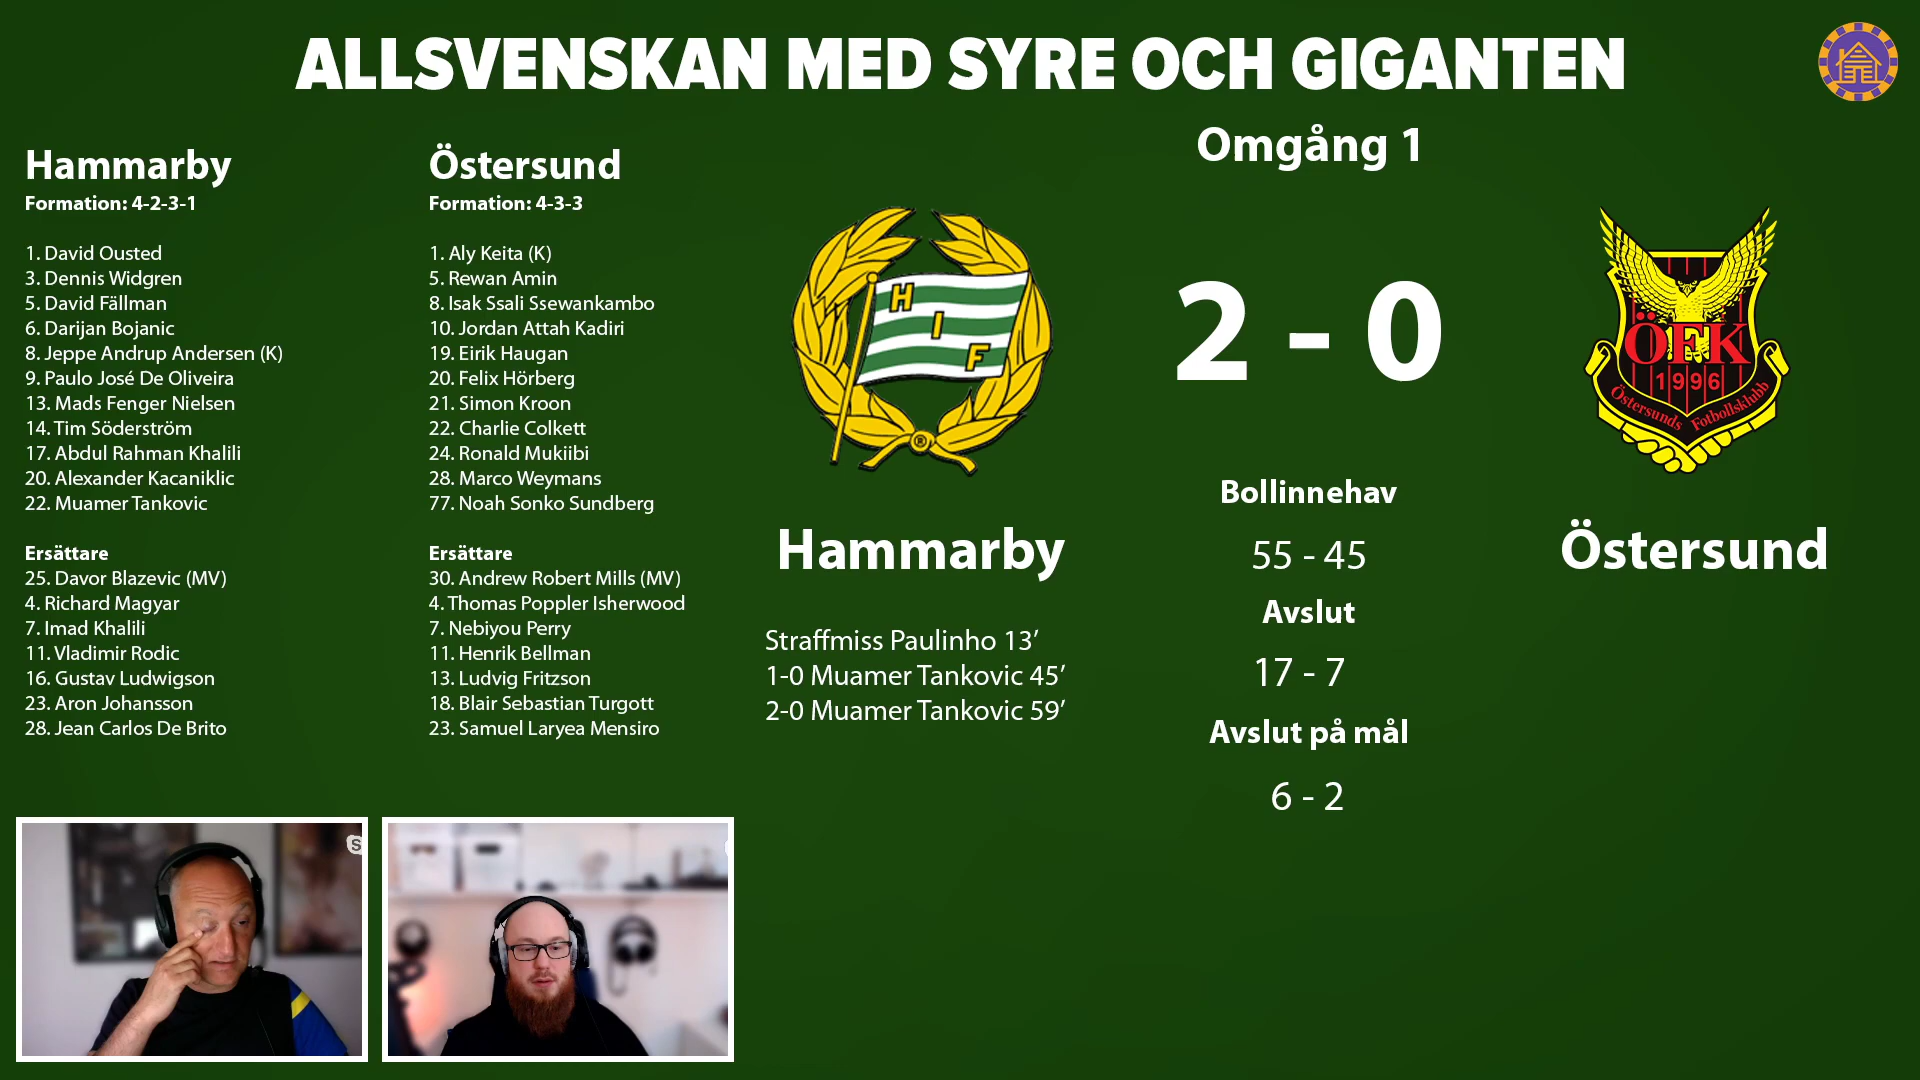 ALLSVENSKAN MED SYRE OCH GIGANTEN
Hammarby
Formation: 4-2-3-1
1. David Ousted
3. Dennis Widgren
5. David Fällman
6. Darijan Bojanic
8. Jeppe Andrup Andersen (K)
9. Paulo José De Oliveira
13. Mads Fenger Nielsen
14. Tim Söderström
17. Abdul Rahman Khalili
20. Alexander Kacaniklic
22. Muamer Tankovic
Ersättare
25. Davor Blazevic (MV)
4. Richard Magyar
7. Imad Khalili
11. Vladimir Rodic
16. Gustav Ludwigson
23. Aron Johansson
28. Jean Carlos De Brito
Östersund
Formation: 4-3-3
1. Aly Keita (K)
5. Rewan Amin
8. Isak Ssali Ssewankambo
10. Jordan Attah Kadiri
19. Eirik Haugan
20. Felix Hörberg
21. Simon Kroon
22. Charlie Colkett
24. Ronald Mukiibi
28. Marco Weymans
77. Noah Sonko Sundberg
Ersättare
30. Andrew Robert Mills (MV)
4. Thomas Poppler Isherwood
7. Nebiyou Perry
11. Henrik Bellman
13. Ludvig Fritzson
18. Blair Sebastian Turgott
23. Samuel Laryea Mensiro
Omgång 1
H
I
F
®
2 - 0
ÖFK
1996
Östersunds Fotbollsklubb
Hammarby
Östersund
Straffmiss Paulinho 13’
1-0 Muamer Tankovic 45’
2-0 Muamer Tankovic 59’
Bollinnehav
55 - 45
Avslut
17 - 7
Avslut på mål
6 - 2
S